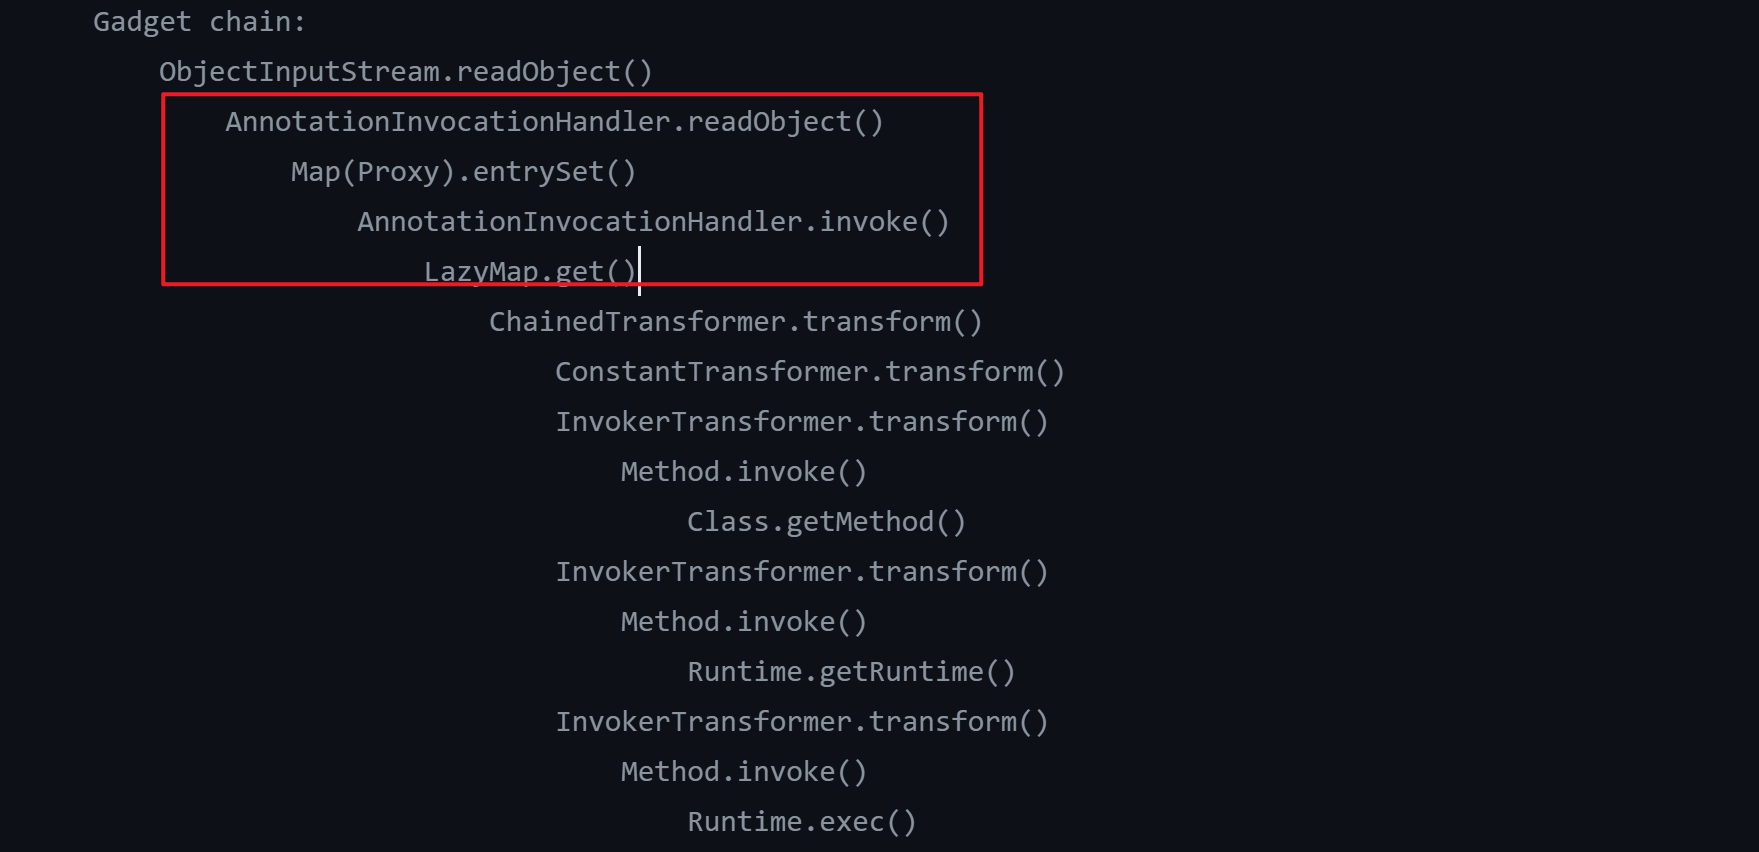 Gadget chain:
ObjectInputStream.readObject()
AnnotationInvocationHandler.readObject()
Map(Proxy).entrySet()
AnnotationInvocationHandler.invoke()
LazyMap.get()
ChainedTransformer.transform()
ConstantTransformer.transform()
InvokerTransformer.transform()
Method.invoke()
Class.getMethod()
InvokerTransformer.transform()
Method.invoke()
Runtime.getRuntime()
InvokerTransformer.transform()
Method.invoke()
Runtime.exec()